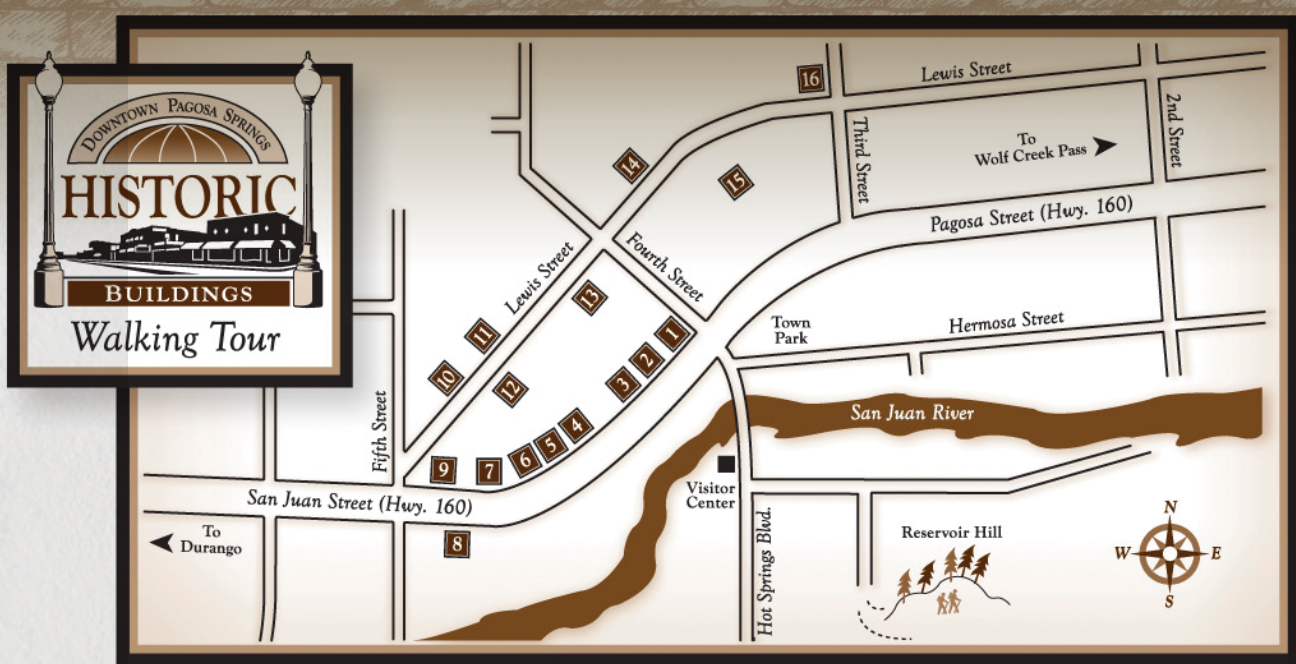 DOWNTOWN PAGOSA SPRINGS
HISTORIC
BUILDINGS
Walking Tour
16
Lewis Street
2nd Street
Third Street
To
Wolf Creek Pass
14
15
Pagosa Street (Hwy. 160)
Fourth Street
Lewis Street
13
11
1
Town
Park
Hermosa Street
2
3
10
12
San Juan River
Fifth Street
4
5
6
7
9
Visitor
Center
San Juan Street (Hwy. 160)
To
Durango
8
Hot Springs Blvd.
Reservoir Hill
N
W
E
S